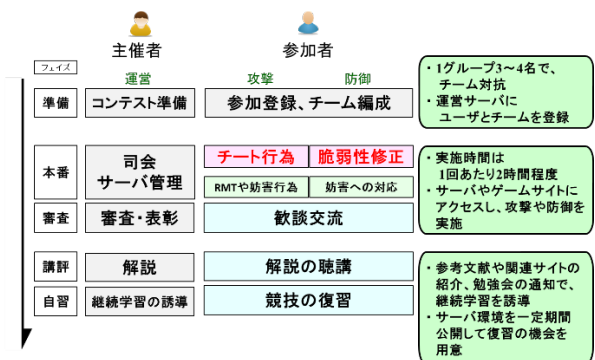 主催者
参加者
フェイズ
運営
攻撃
防御
準備
コンテスト準備
参加登録、チーム編成
・1グループ3～4名で、
チーム対抗
・運営サーバに
ユーザとチームを登録
本番
司会
サーバ管理
チート行為
脆弱性修正
RMTや妨害行為
妨害への対応
・実施時間は
1回あたり2時間程度
・サーバやゲームサイトに
アクセスし、攻撃や防御を
実施
審査
審査・表彰
歓談交流
講評
解説
解説の聴講
・参考文献や関連サイトの
紹介、勉強会の通知で、
継続学習を誘導
・サーバ環境を一定期間
公開して復習の機会を
用意
自習
継続学習の誘導
競技の復習